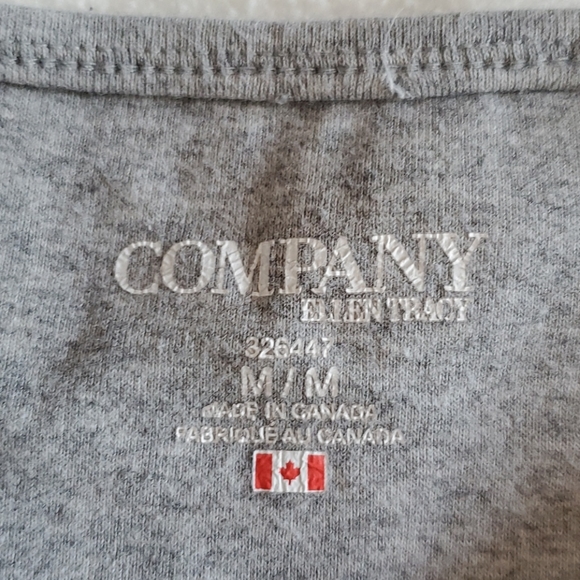 COMPANY
ELLEN TRACY
326447
M / M
MADE IN CANADA
FABRIQUÉ AU CANADA